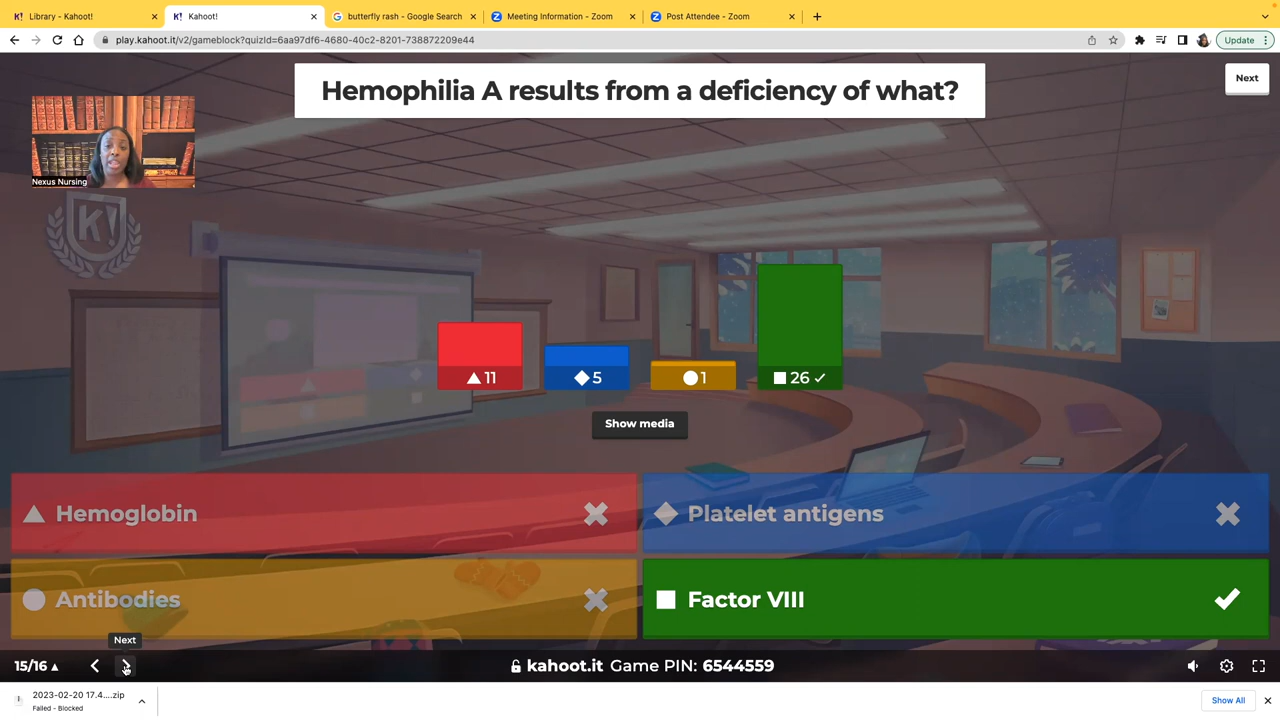 Library - Kahoot!
Kahoot!
butterfly rash - Google Search
Meeting Information - Zoom
Post Attendee - Zoom
play.kahoot.it/v2/gameblock?quizId=6aa97df6-4680-40c2-8201-738872209e44
Update
Hemophilia A results from a deficiency of what?
Next
Nexus Nursing
K!
11
5
1
26
Show media
Hemoglobin
Platelet antigens
Antibodies
Factor VIII
Next
15/16
kahoot.it Game PIN: 6544559
2023-02-20 17.4....zip
Failed - Blocked
Show All